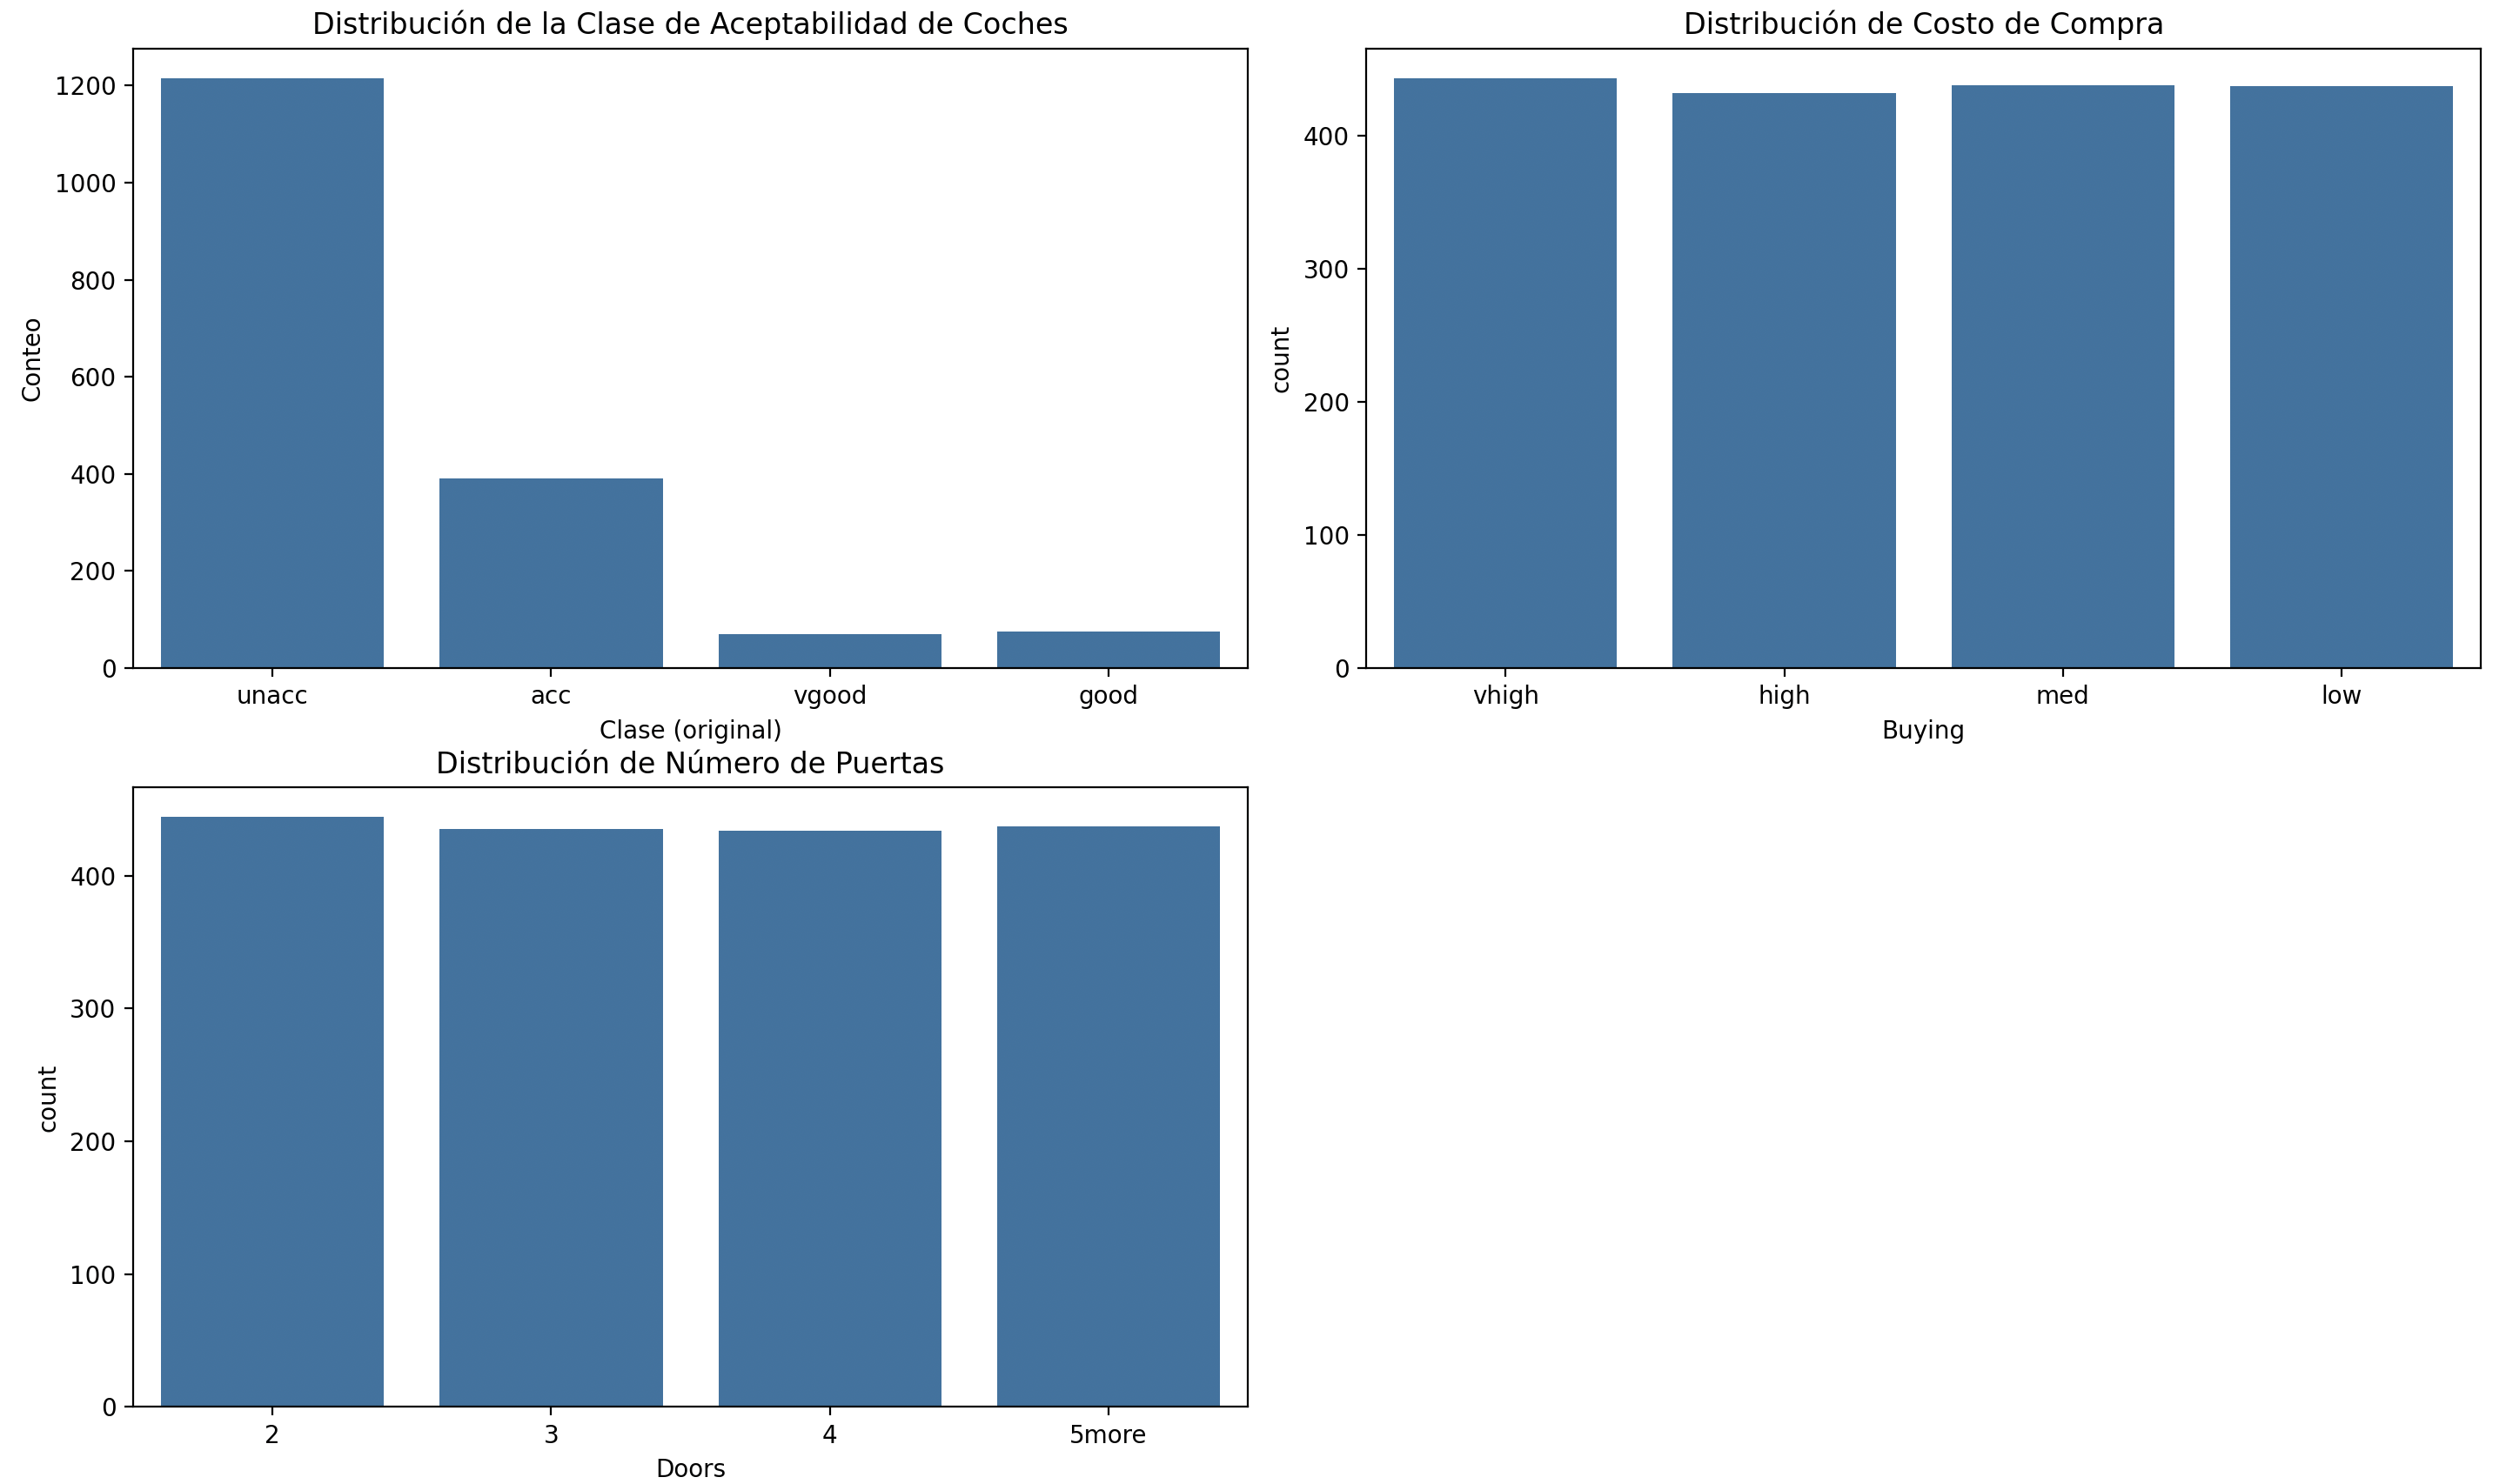 Distribución de la Clase de Aceptabilidad de Coches
Conteo
1200
1000
800
600
400
200
0
unacc acc vgood good
Clase (original)
Distribución de Costo de Compra
count
400
300
200
100
0
vhigh high med low
Buying
Distribución de Número de Puertas
count
400
300
200
100
0
2 3 4 5more
Doors